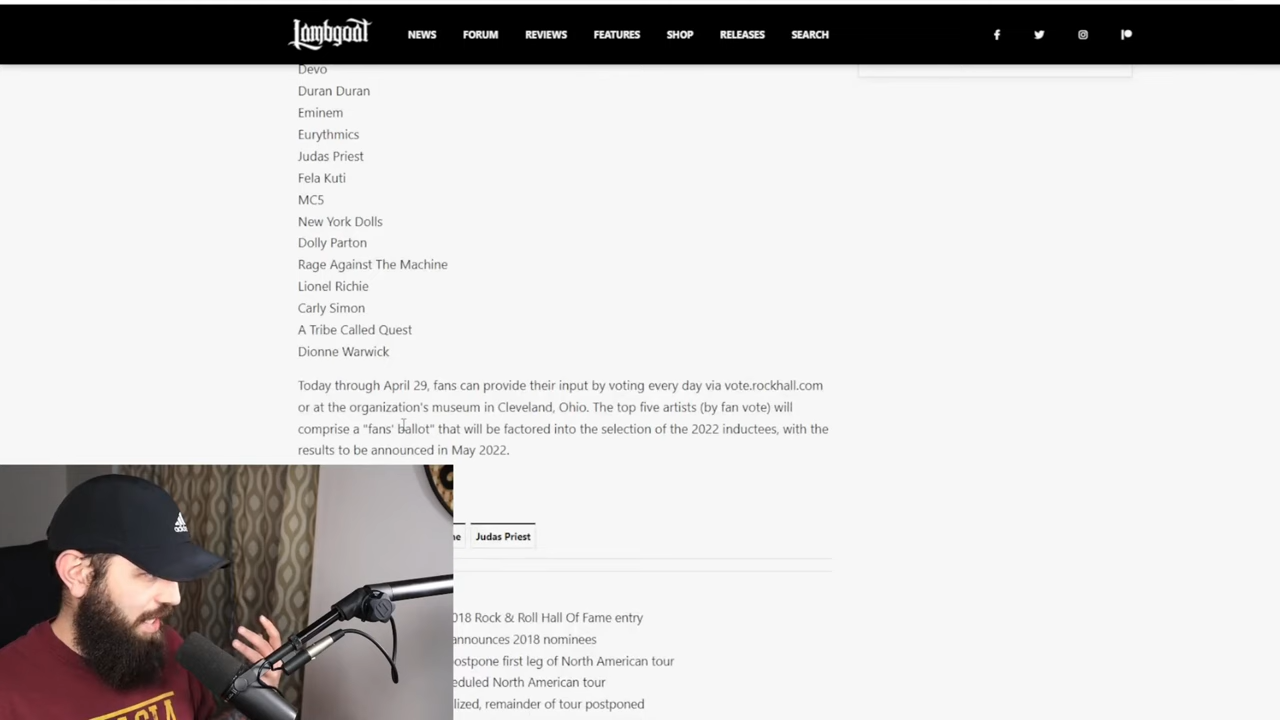 Lambgoat
NEWS
FORUM
REVIEWS
FEATURES
SHOP
RELEASES
SEARCH
Devo
Duran Duran
Eminem
Eurythmics
Judas Priest
Fela Kuti
MC5
New York Dolls
Dolly Parton
Rage Against The Machine
Lionel Richie
Carly Simon
A Tribe Called Quest
Dionne Warwick
Today through April 29, fans can provide their input by voting every day via vote.rockhall.com
or at the organization's museum in Cleveland, Ohio. The top five artists (by fan vote) will
comprise a "fans' ballot" that will be factored into the selection of the 2022 inductees, with the
results to be announced in May 2022.
Judas Priest
018 Rock & Roll Hall Of Fame entry
announces 2018 nominees
postpone first leg of North American tour
North American tour
remainder of tour postponed